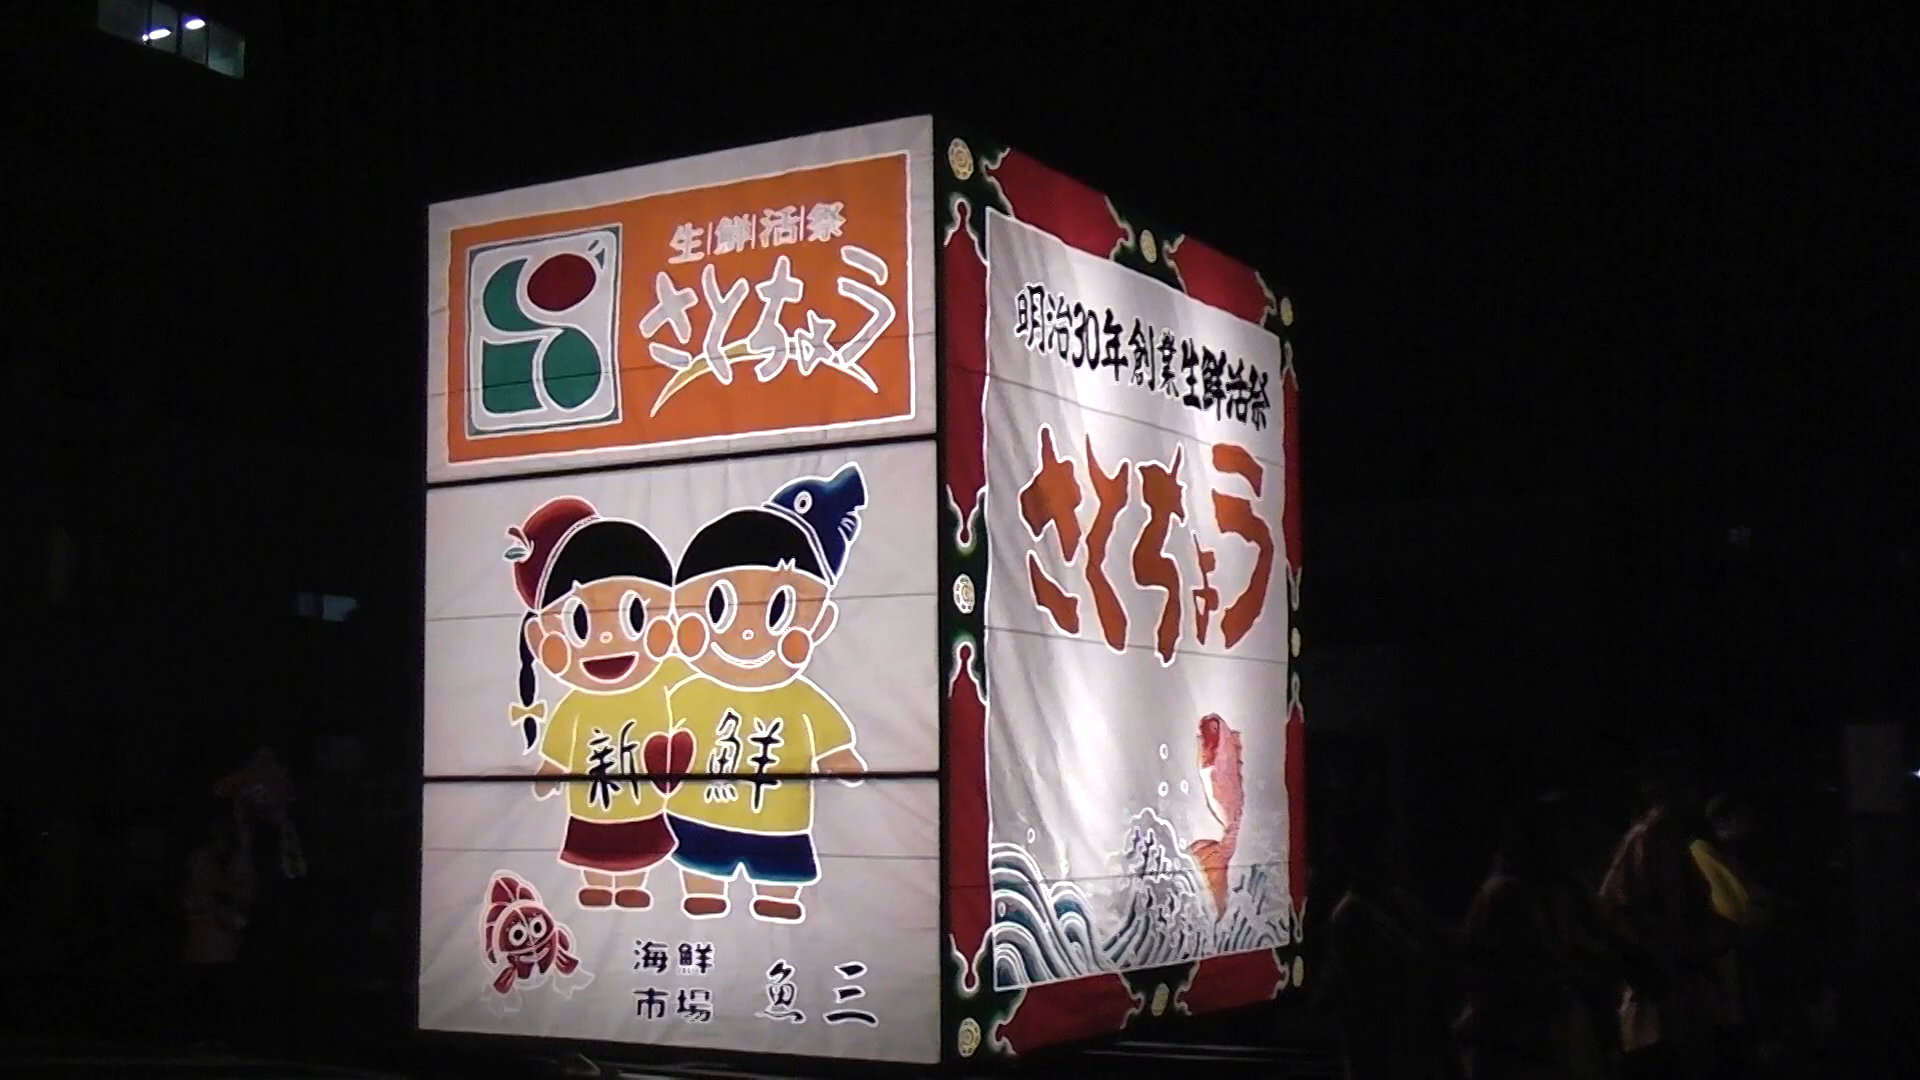 生鮮活祭
さとちょう
新鮮
海鮮
市場
魚三
明治30年創業生鮮活祭
さとちょう